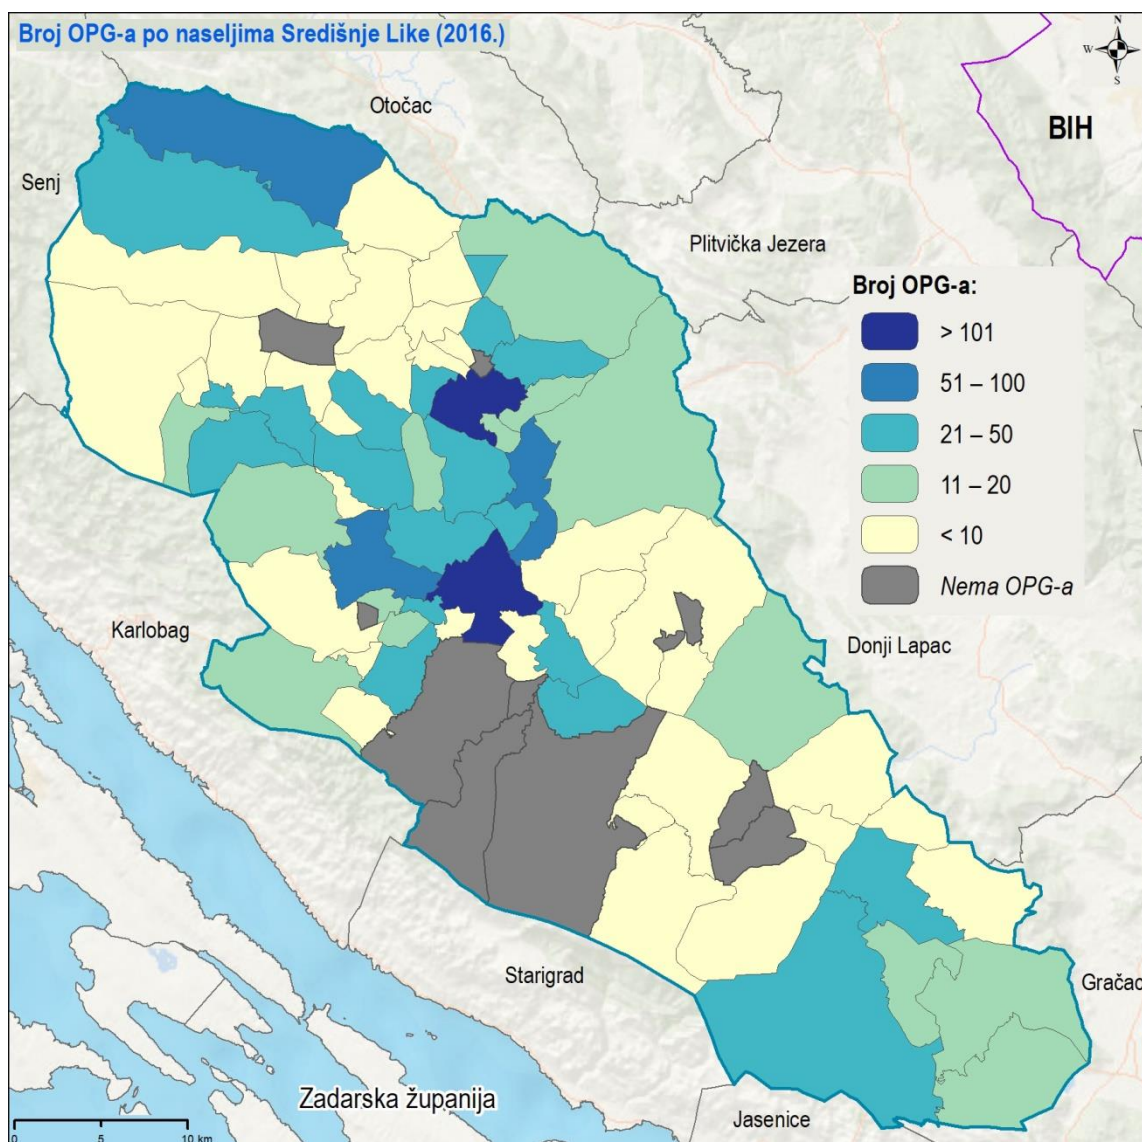 Broj OPG-a po naseljima Središnje Like (2016.)
N
W E
S
Otočac
BIH
Senj
Plitvička Jezera
Broj OPG-a:
> 101
51 – 100
21 – 50
11 – 20
< 10
Nema OPG-a
Karlobag
Donji Lapac
Starigrad
Gračac
Zadarska županija
Jasenice
0 5 10 km